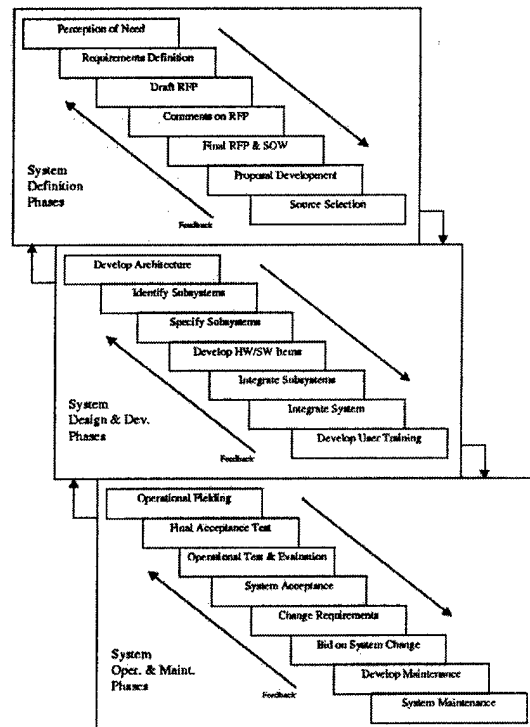 Perception of Need
Requirements Definition
Draft RFP
Comments on RFP
Final RFP & SOW
Proposal Development
Source Selection
System
Definition
Phases
Feedback
Develop Architecture
Identify Subsystems
Specify Subsystems
Develop HW/SW Items
Integrate Subsystems
Integrate System
Develop User Training
System
Design & Dev.
Phases
Feedback
Operational Fielding
Final Acceptance Test
Operational Test & Evaluation
System Acceptance
Change Requirements
Bid on System Change
Develop Maintenance
System Maintenance
System
Oper. & Maint.
Phases
Feedback